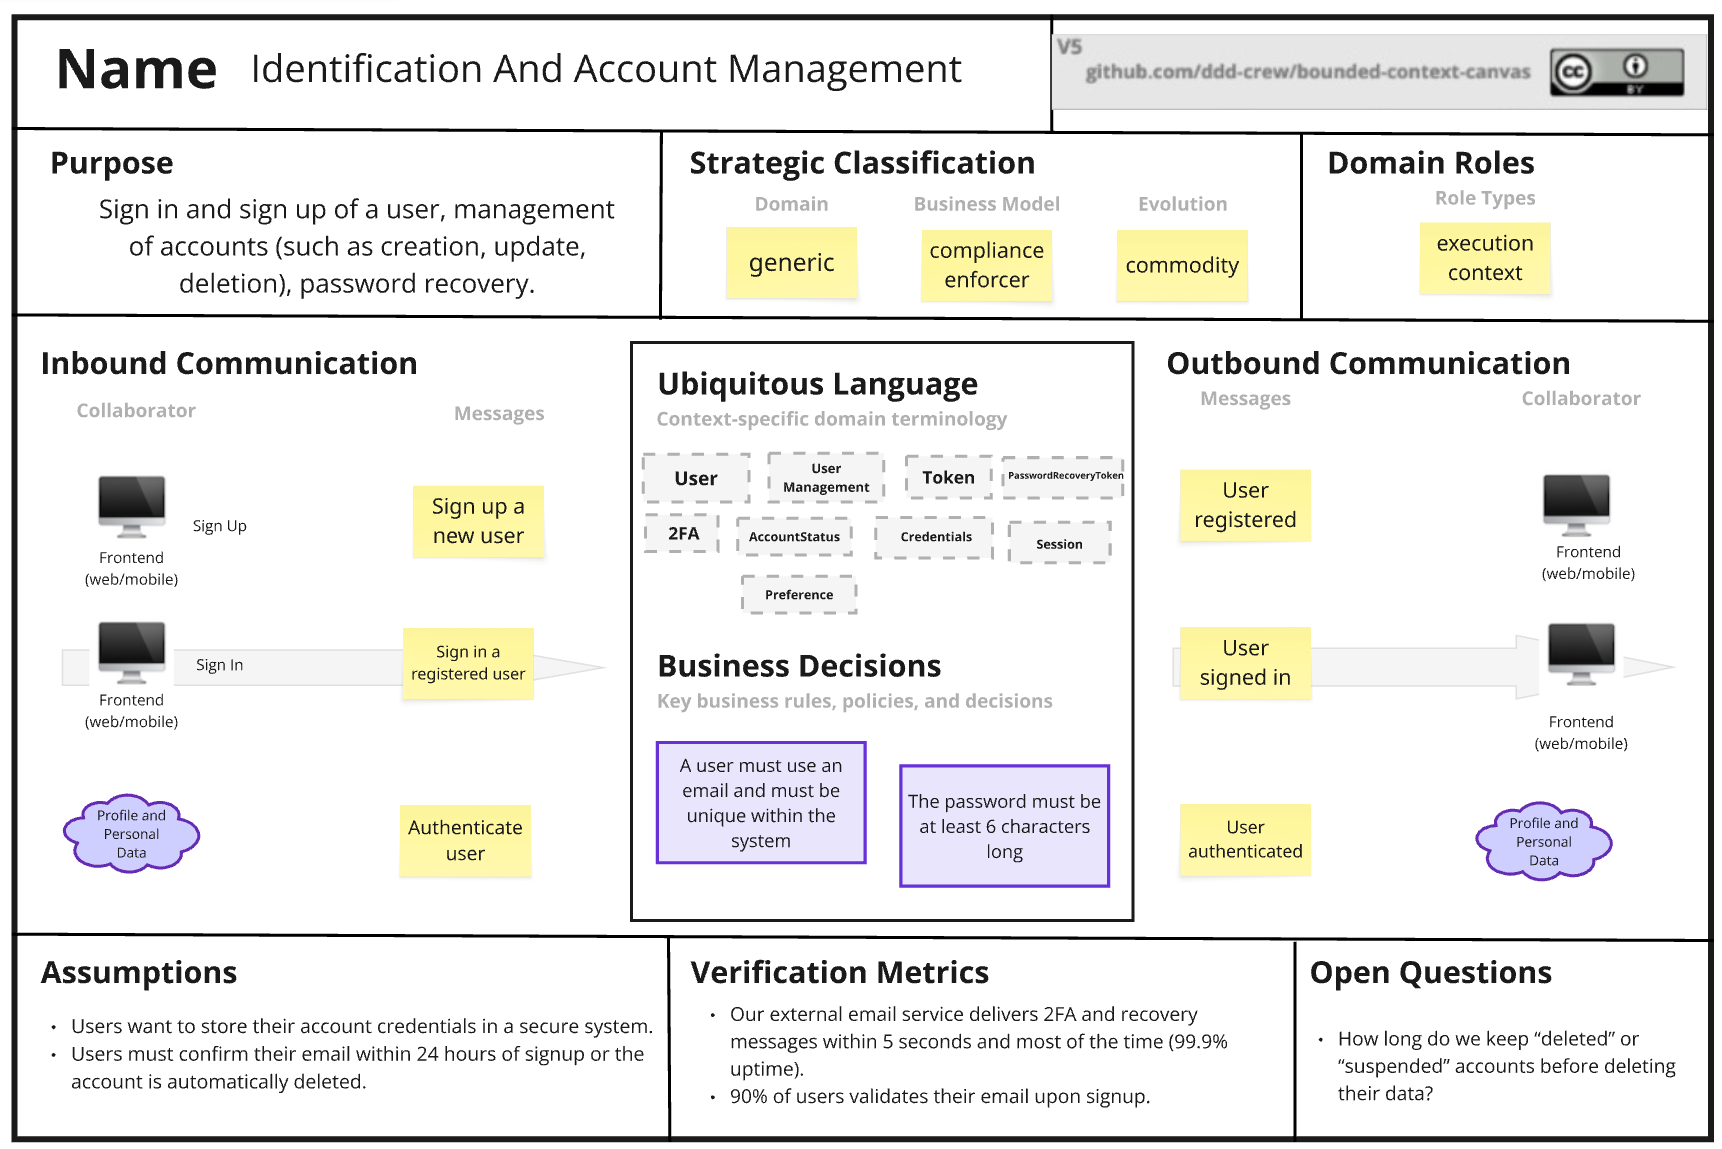 Name
Identification And Account Management
V5
github.com/ddd-crew/bounded-context-canvas
cc
BY
Purpose
Sign in and sign up of a user, management
of accounts (such as creation, update,
deletion), password recovery.
Strategic Classification
Domain
generic
Business Model
compliance
enforcer
Evolution
commodity
Domain Roles
Role Types
execution
context
Inbound Communication
Collaborator
Messages
Frontend
(web/mobile)
Sign Up
Sign up a
new user
Frontend
(web/mobile)
Sign In
Sign in a
registered user
Profile and
Personal
Data
Authenticate
user
Ubiquitous Language
Context-specific domain terminology
User
User
Management
Token
PasswordRecoveryToken
2FA
AccountStatus
Credentials
Session
Preference
Business Decisions
Key business rules, policies, and decisions
A user must use an
email and must be
unique within the
system
The password must be
at least 6 characters
long
Outbound Communication
Messages
Collaborator
User
registered
Frontend
(web/mobile)
User
signed in
Frontend
(web/mobile)
User
authenticated
Profile and
Personal
Data
Assumptions
• Users want to store their account credentials in a secure system.
• Users must confirm their email within 24 hours of signup or the
account is automatically deleted.
Verification Metrics
• Our external email service delivers 2FA and recovery
messages within 5 seconds and most of the time (99.9%
uptime).
• 90% of users validates their email upon signup.
Open Questions
• How long do we keep “deleted” or
“suspended” accounts before deleting
their data?